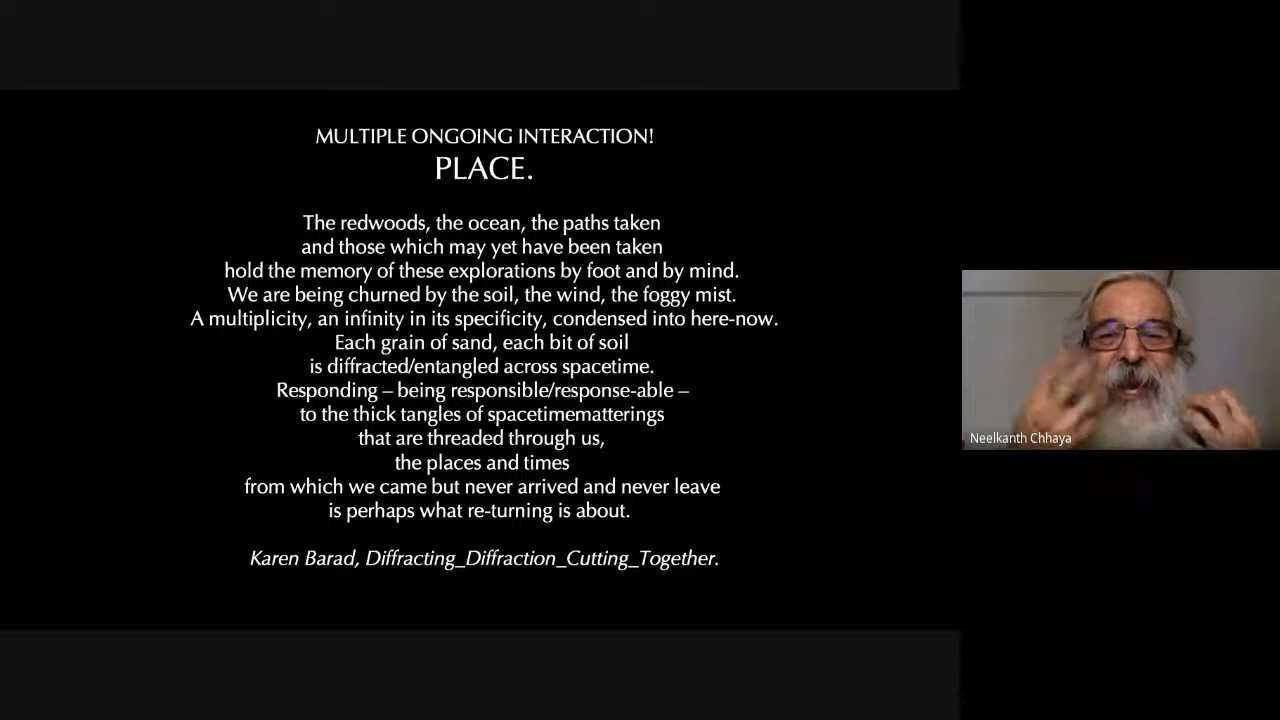 MULTIPLE ONGOING INTERACTION!
PLACE.
The redwoods, the ocean, the paths taken
and those which may yet have been taken
hold the memory of these explorations by foot and by mind.
We are being churned by the soil, the wind, the foggy mist.
A multiplicity, an infinity in its specificity, condensed into here-now.
Each grain of sand, each bit of soil
is diffracted/entangled across spacetime.
Responding – being responsible/response-able –
to the thick tangles of spacetimematterings
that are threaded through us,
the places and times
from which we came but never arrived and never leave
is perhaps what re-turning is about.
Karen Barad, Diffracting_Diffraction_Cutting_Together.
Neelkanth Chhaya